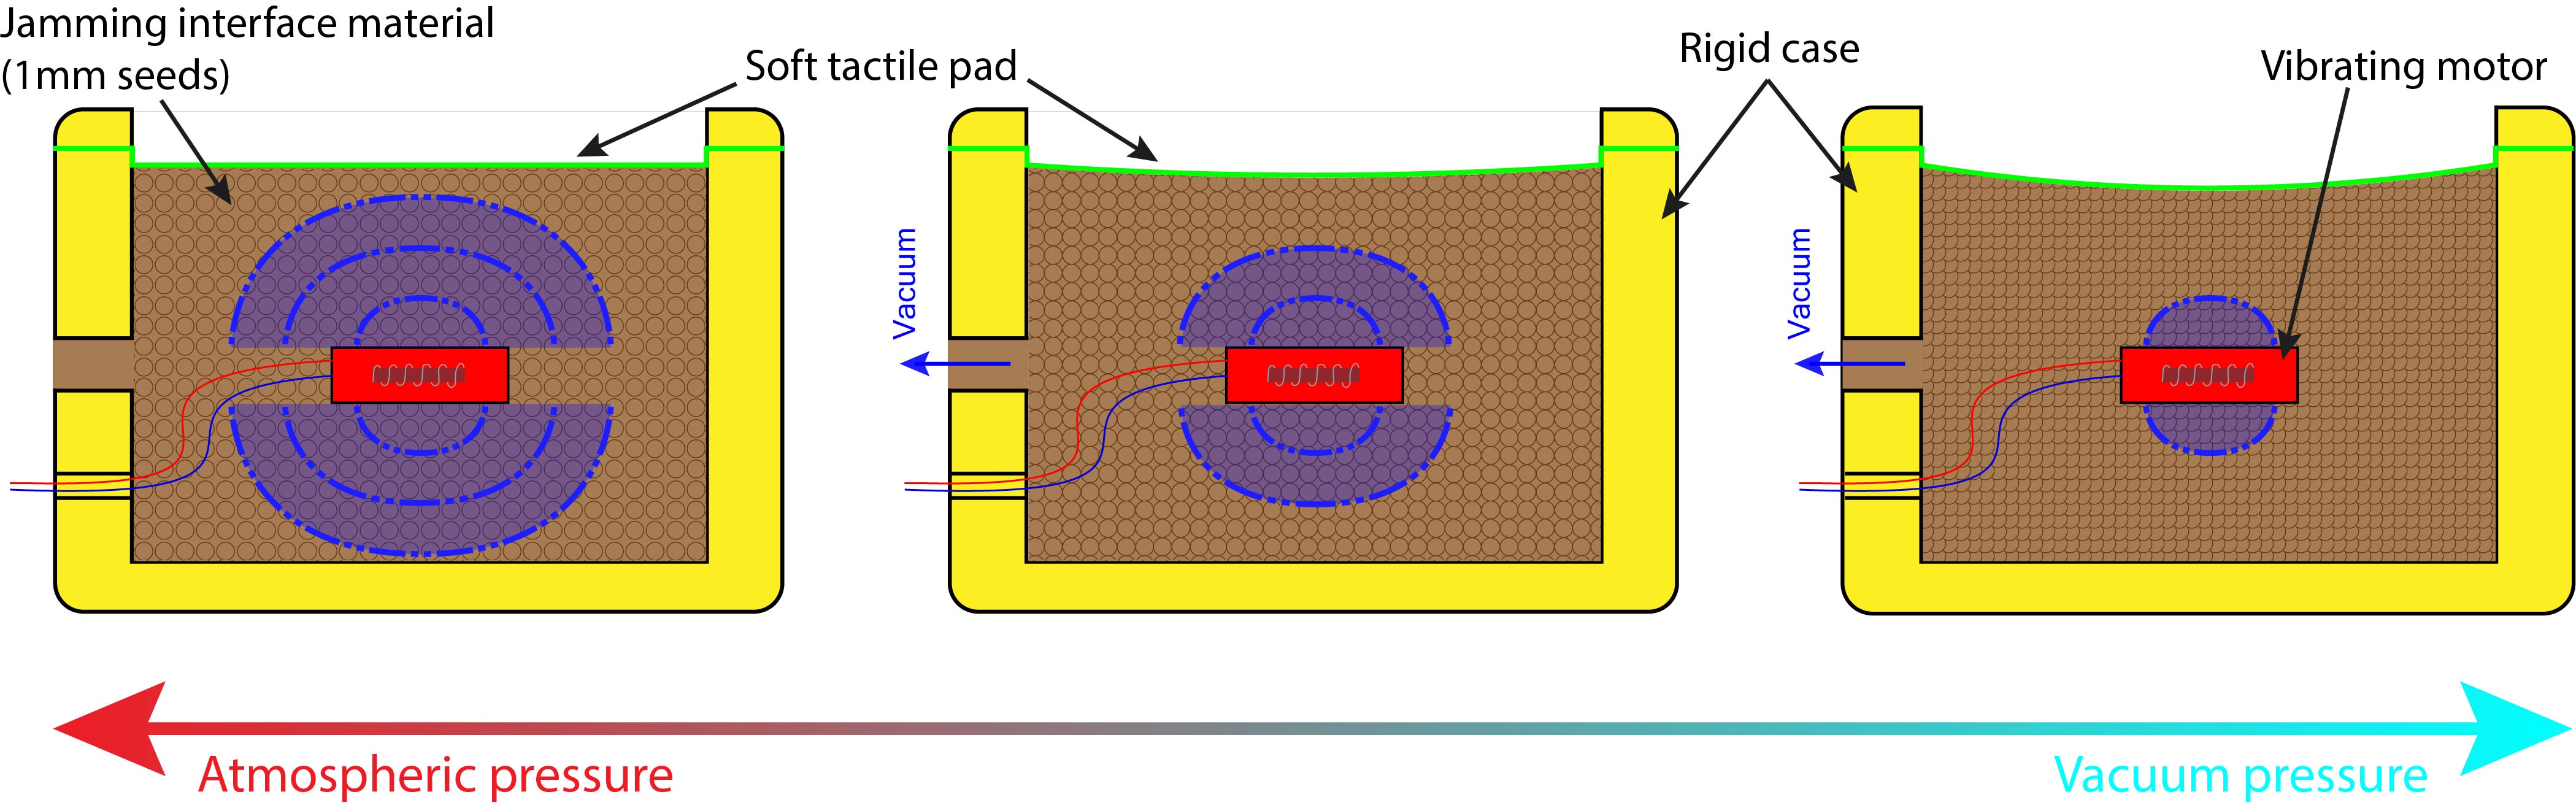 Jamming interface material
(1mm seeds)
Soft tactile pad
Rigid case
Vibrating motor
Vacuum
Vacuum
Atmospheric pressure
Vacuum pressure